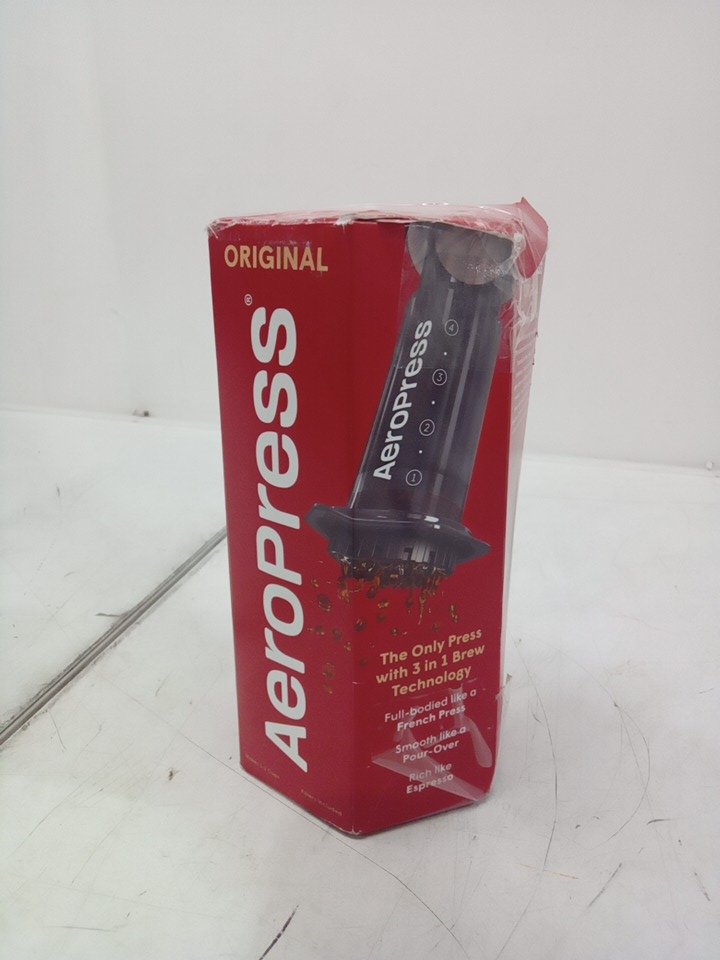 ORIGINAL
AeroPress®
AeroPress
4
3
2
1
The Only Press
with 3 in 1 Brew
Technology
Full-bodied like a
French Press
Smooth like a
Pour-Over
Rich like
Espresso